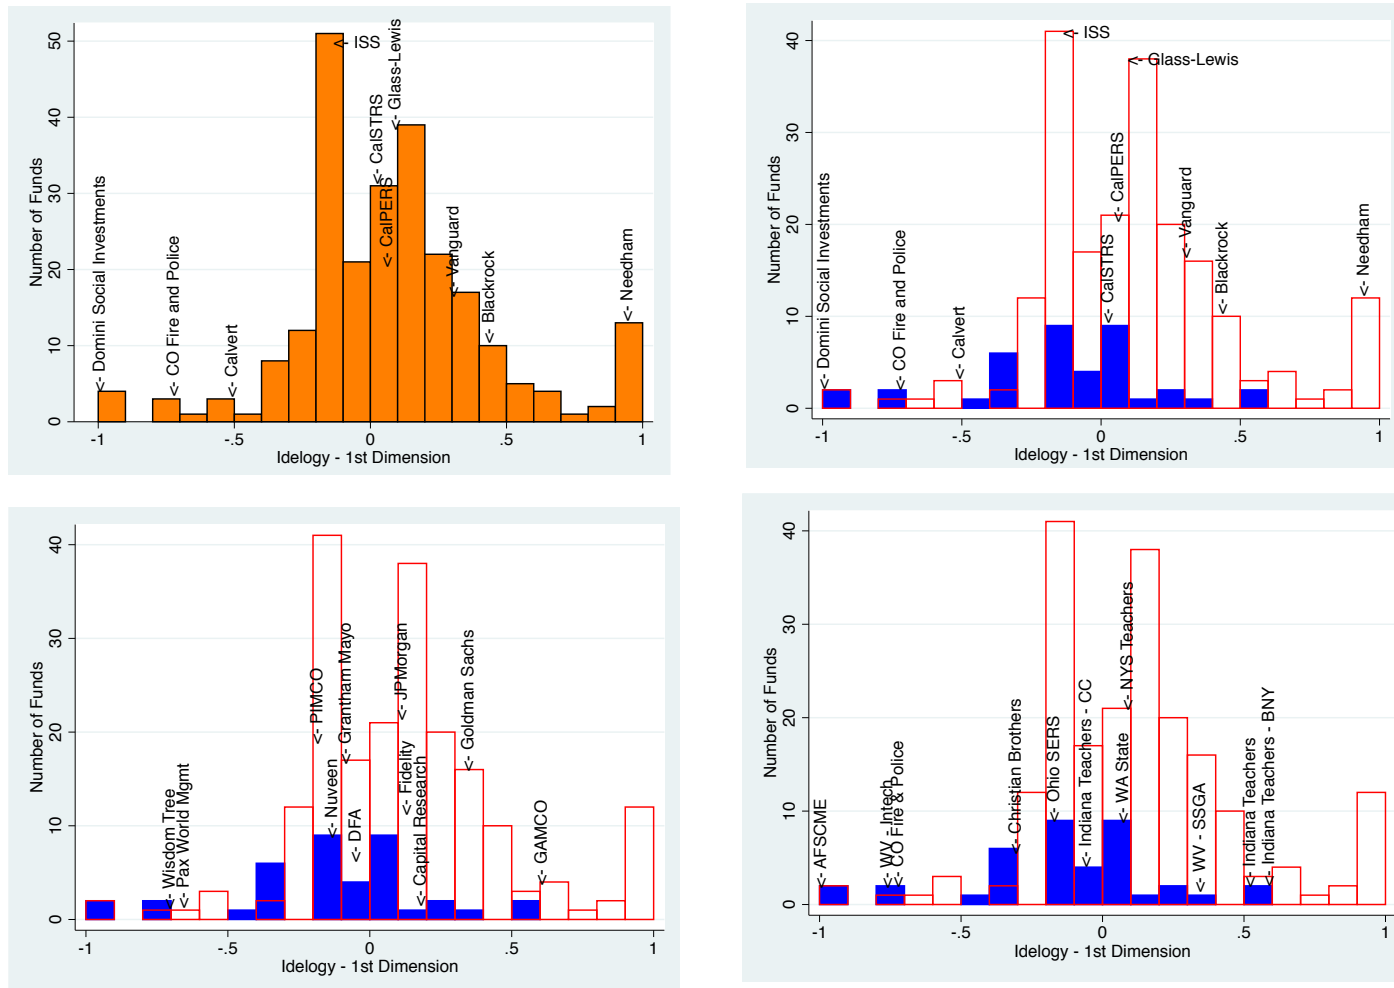 Number of Funds
50
40
30
20
10
0
<- Domini Social Investments
<- CO Fire and Police
<- Calvert
<- ISS
<- CalSTRS
<- CalPERS
<- Glass-Lewis
<- Vanguard
<- Blackrock
<- Needham
-1
-.5
0
.5
1
Idelogy - 1st Dimension
Number of Funds
40
30
20
10
0
<- Domini Social Investments
<- CO Fire and Police
<- Calvert
<- ISS
<- CalSTRS
<- CalPERS
<- Glass-Lewis
<- Vanguard
<- Blackrock
<- Needham
-1
-.5
0
.5
1
Idelogy - 1st Dimension
Number of Funds
40
30
20
10
0
<- Wisdom Tree
<- Pax World Mgmt
<- PIMCO
<- Nuveen
<- Grantham Mayo
<- DFA
<- JPMorgan
<- Fidelity
<- Capital Research
<- Goldman Sachs
<- GAMCO
-1
-.5
0
.5
1
Idelogy - 1st Dimension
Number of Funds
40
30
20
10
0
<- AFSCME
<- WV - Intech
<- CO Fire & Police
<- Christian Brothers
<- Ohio SERS
<- Indiana Teachers - CC
<- WA State
<- NYS Teachers
<- WV - SSGA
<- Indiana Teachers
<- Indiana Teachers - BNY
-1
-.5
0
.5
1
Idelogy - 1st Dimension